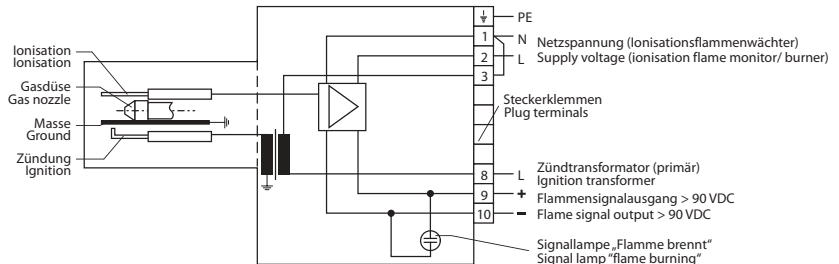 Ionisation
Ionisation
Gasdüse
Gas nozzle
Masse
Ground
Zündung
Ignition
PE
1 N Netzspannung (Ionisationsflammenwächter)
2 L Supply voltage (ionisation flame monitor/ burner)
3
Steckerklemmen
Plug terminals
8 L Zündtransformator (primär)
Ignition transformer
9 + Flammensignalausgang > 90 VDC
10 – Flame signal output > 90 VDC
Signallampe „Flamme brennt“
Signal lamp “flame burning”